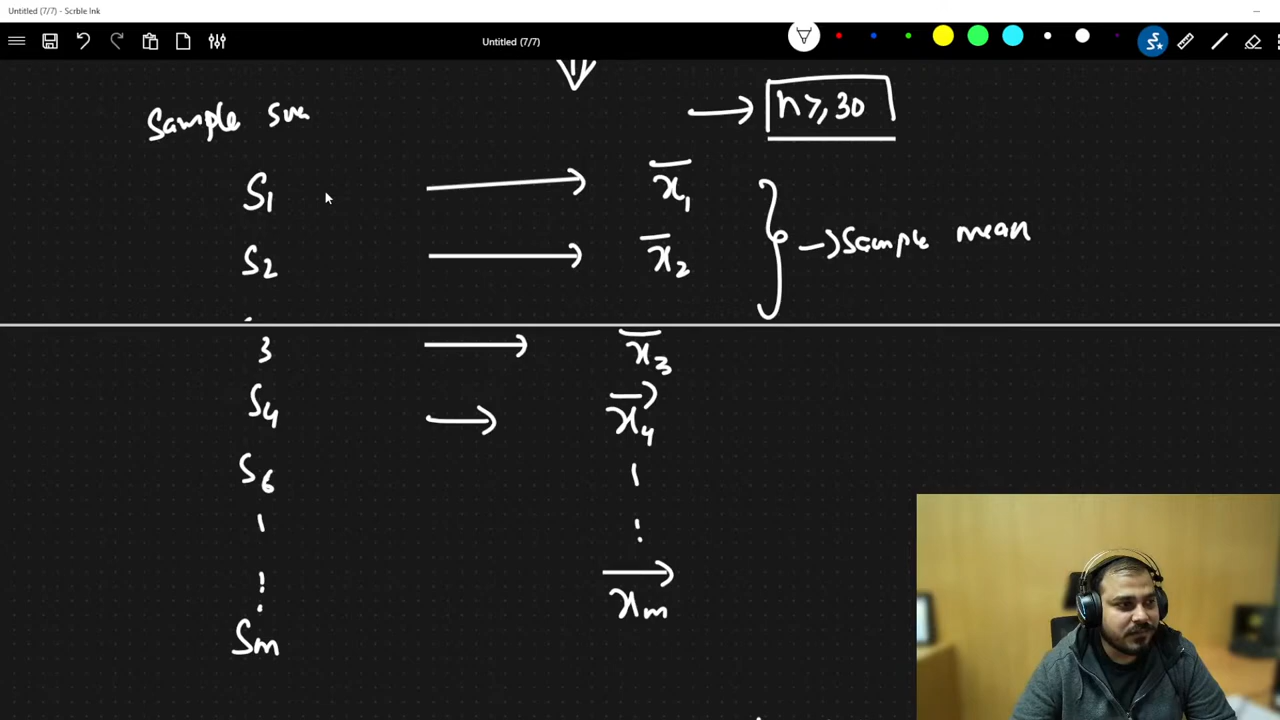 Untitled (7/7) - Scrble Ink
Untitled (7/7)
n ≥ 30
Sample
S1 → x̄1
S2 → x̄2
} → Sample mean
3 → x̄3
S4 → x̄4
S6
Sm
xm